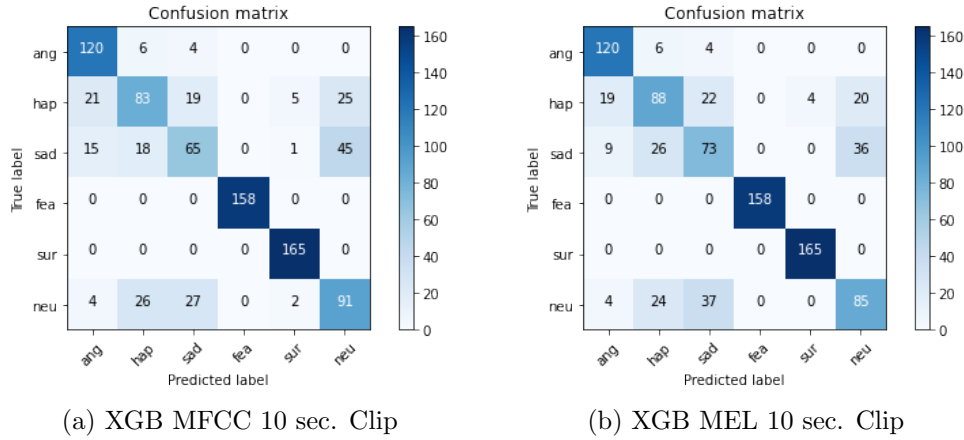 Confusion matrix
ang 120 6 4 0 0 0
hap 21 83 19 0 5 25
sad 15 18 65 0 1 45
fea 0 0 0 158 0 0
sur 0 0 0 0 165 0
neu 4 26 27 0 2 91
ang hap sad fea sur neu
True label
Predicted label
160
140
120
100
80
60
40
20
0
(a) XGB MFCC 10 sec. Clip
Confusion matrix
ang 120 6 4 0 0 0
hap 19 88 22 0 4 20
sad 9 26 73 0 0 36
fea 0 0 0 158 0 0
sur 0 0 0 0 165 0
neu 4 24 37 0 0 85
ang hap sad fea sur neu
True label
Predicted label
160
140
120
100
80
60
40
20
0
(b) XGB MEL 10 sec. Clip